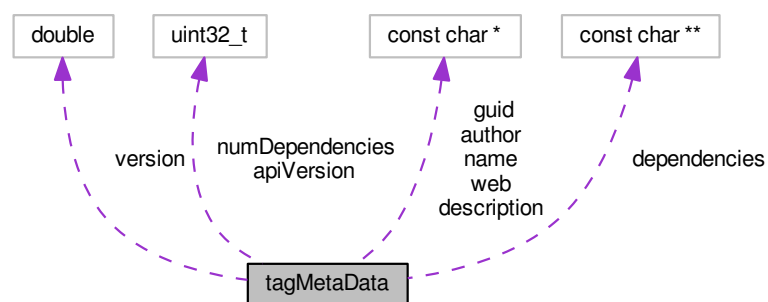 double
uint32_t
const char *
const char **
version
numDependencies
apiVersion
guid
author
name
web
description
dependencies
tagMetaData